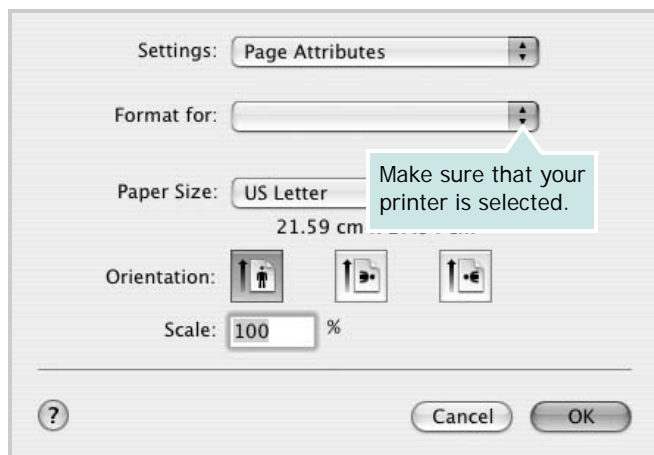 Settings: Page Attributes
Format for:
Make sure that your
printer is selected.
Paper Size: US Letter
21.59 cm
Orientation:
Scale: 100 %
? Cancel OK